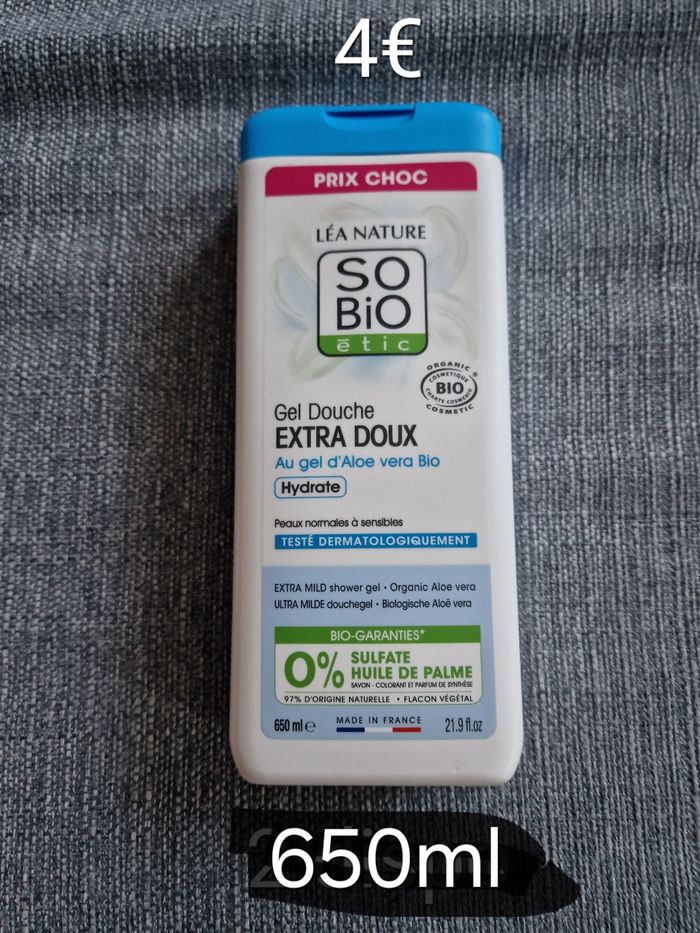 4€
PRIX CHOC
LÉA NATURE
SO
BiO
ētic
ORGANIC
COSMETIQUE
BIO
CHARTE COSMEBIO
COSMETIC
Gel Douche
EXTRA DOUX
Au gel d'Aloe vera Bio
Hydrate
Peaux normales à sensibles
TESTÉ DERMATOLOGIQUEMENT
EXTRA MILD shower gel • Organic Aloe vera
ULTRA MILDE douchegel • Biologische Aloë vera
BIO-GARANTIES*
0% SULFATE
HUILE DE PALME
SAVON - COLORANT ET PARFUM DE SYNTHÈSE
97% D'ORIGINE NATURELLE • FLACON VÉGÉTAL
650 ml e MADE IN FRANCE 21.9 fl.oz
650ml